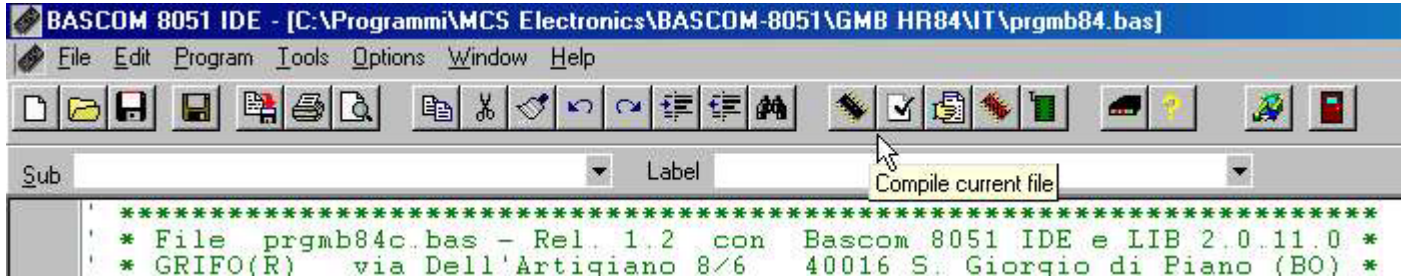 BASCOM 8051 IDE - [C:\Programmi\MCS Electronics\BASCOM-8051\GMB HR84\IT\prgmb84.bas]
File Edit Program Tools Options Window Help
Sub Label
Compile current file
' *********************************************************************
' * File prgmb84c.bas - Rel. 1.2 con Bascom 8051 IDE e LIB 2.0.11.0 *
' * GRIFO(R) via Dell'Artigiano 8/6 40016 S. Giorgio di Piano (BO) *